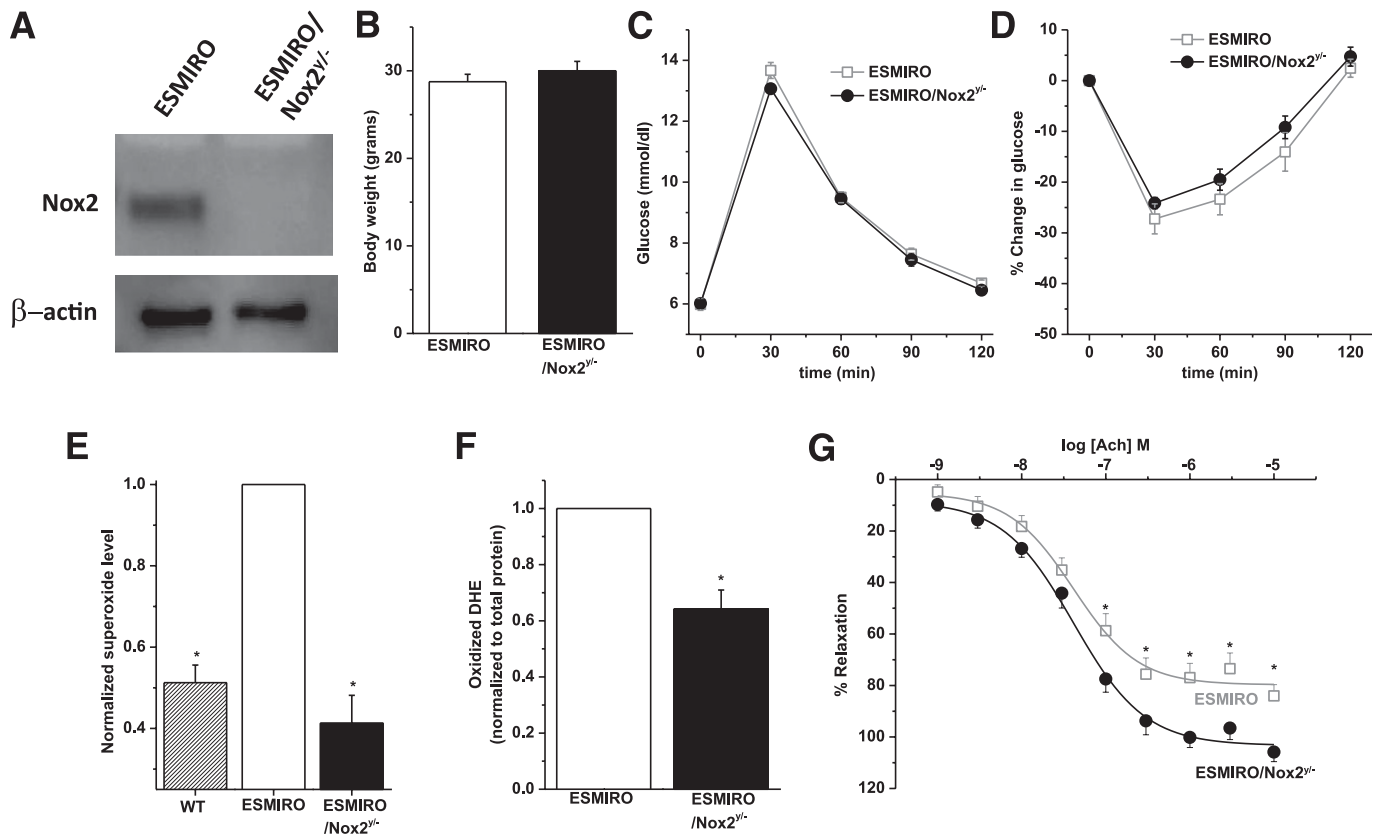 A
ESMIRO
ESMIRO/
Nox2y/-
Nox2
β–actin
B
Body weight (grams)
30
20
10
0
ESMIRO
ESMIRO
/Nox2y/-
C
Glucose (mmol/dl)
14
12
10
8
6
ESMIRO
ESMIRO/Nox2y/-
0 30 60 90 120
time (min)
D
% Change in glucose
10
0
-10
-20
-30
-40
-50
ESMIRO
ESMIRO/Nox2y/-
0 30 60 90 120
time (min)
E
Normalized superoxide level
1.0
0.8
0.6
0.4
*
*
WT
ESMIRO
ESMIRO
/Nox2y/-
F
Oxidized DHE
(normalized to total protein)
1.0
0.8
0.6
0.4
0.2
0.0
*
ESMIRO
ESMIRO
/Nox2y/-
G
log [Ach] M
-9 -8 -7 -6 -5
% Relaxation
0
20
40
60
80
100
120
* * * * *
ESMIRO
ESMIRO/Nox2y/-